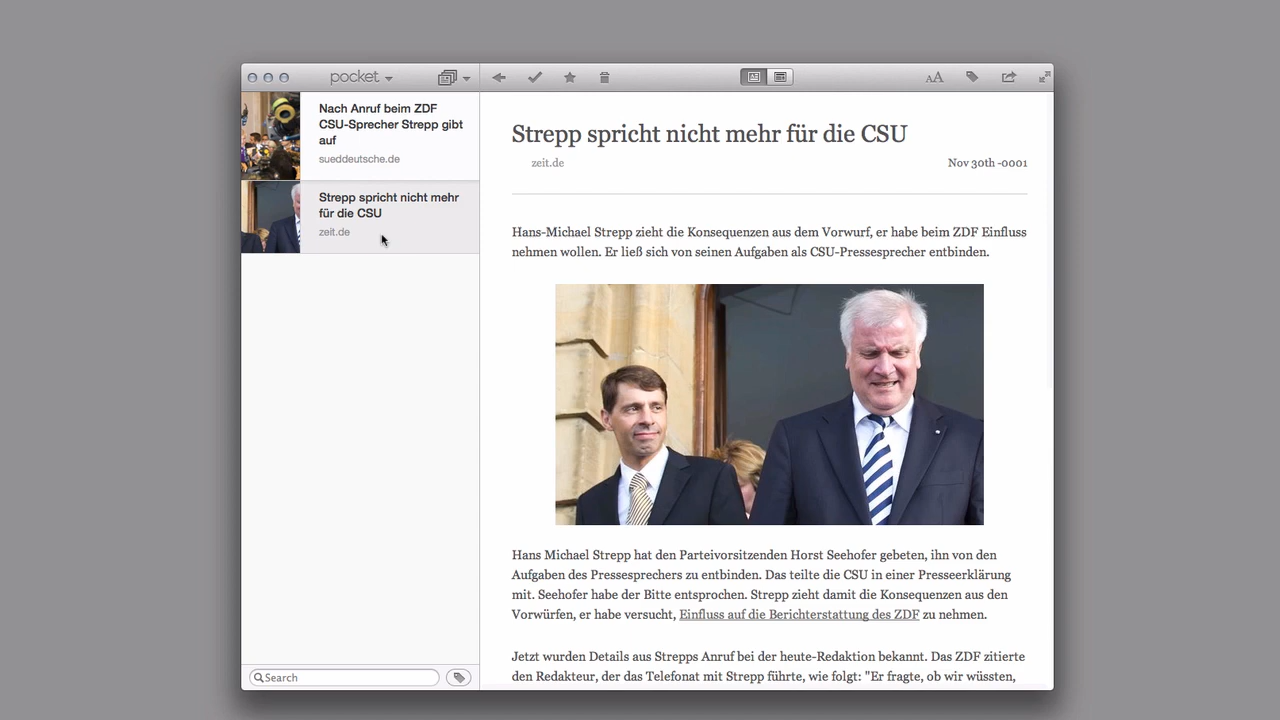 pocket
AA
Nach Anruf beim ZDF
CSU-Sprecher Strepp gibt
auf
sueddeutsche.de
Strepp spricht nicht mehr
für die CSU
zeit.de
Search
Strepp spricht nicht mehr für die CSU
zeit.de
Nov 30th -0001
Hans-Michael Strepp zieht die Konsequenzen aus dem Vorwurf, er habe beim ZDF Einfluss
nehmen wollen. Er ließ sich von seinen Aufgaben als CSU-Pressesprecher entbinden.
Hans Michael Strepp hat den Parteivorsitzenden Horst Seehofer gebeten, ihn von den
Aufgaben des Pressesprechers zu entbinden. Das teilte die CSU in einer Presseerklärung
mit. Seehofer habe der Bitte entsprochen. Strepp zieht damit die Konsequenzen aus den
Vorwürfen, er habe versucht, Einfluss auf die Berichterstattung des ZDF zu nehmen.
Jetzt wurden Details aus Strepps Anruf bei der heute-Redaktion bekannt. Das ZDF zitierte
den Redakteur, der das Telefonat mit Strepp führte, wie folgt: "Er fragte, ob wir wüssten,